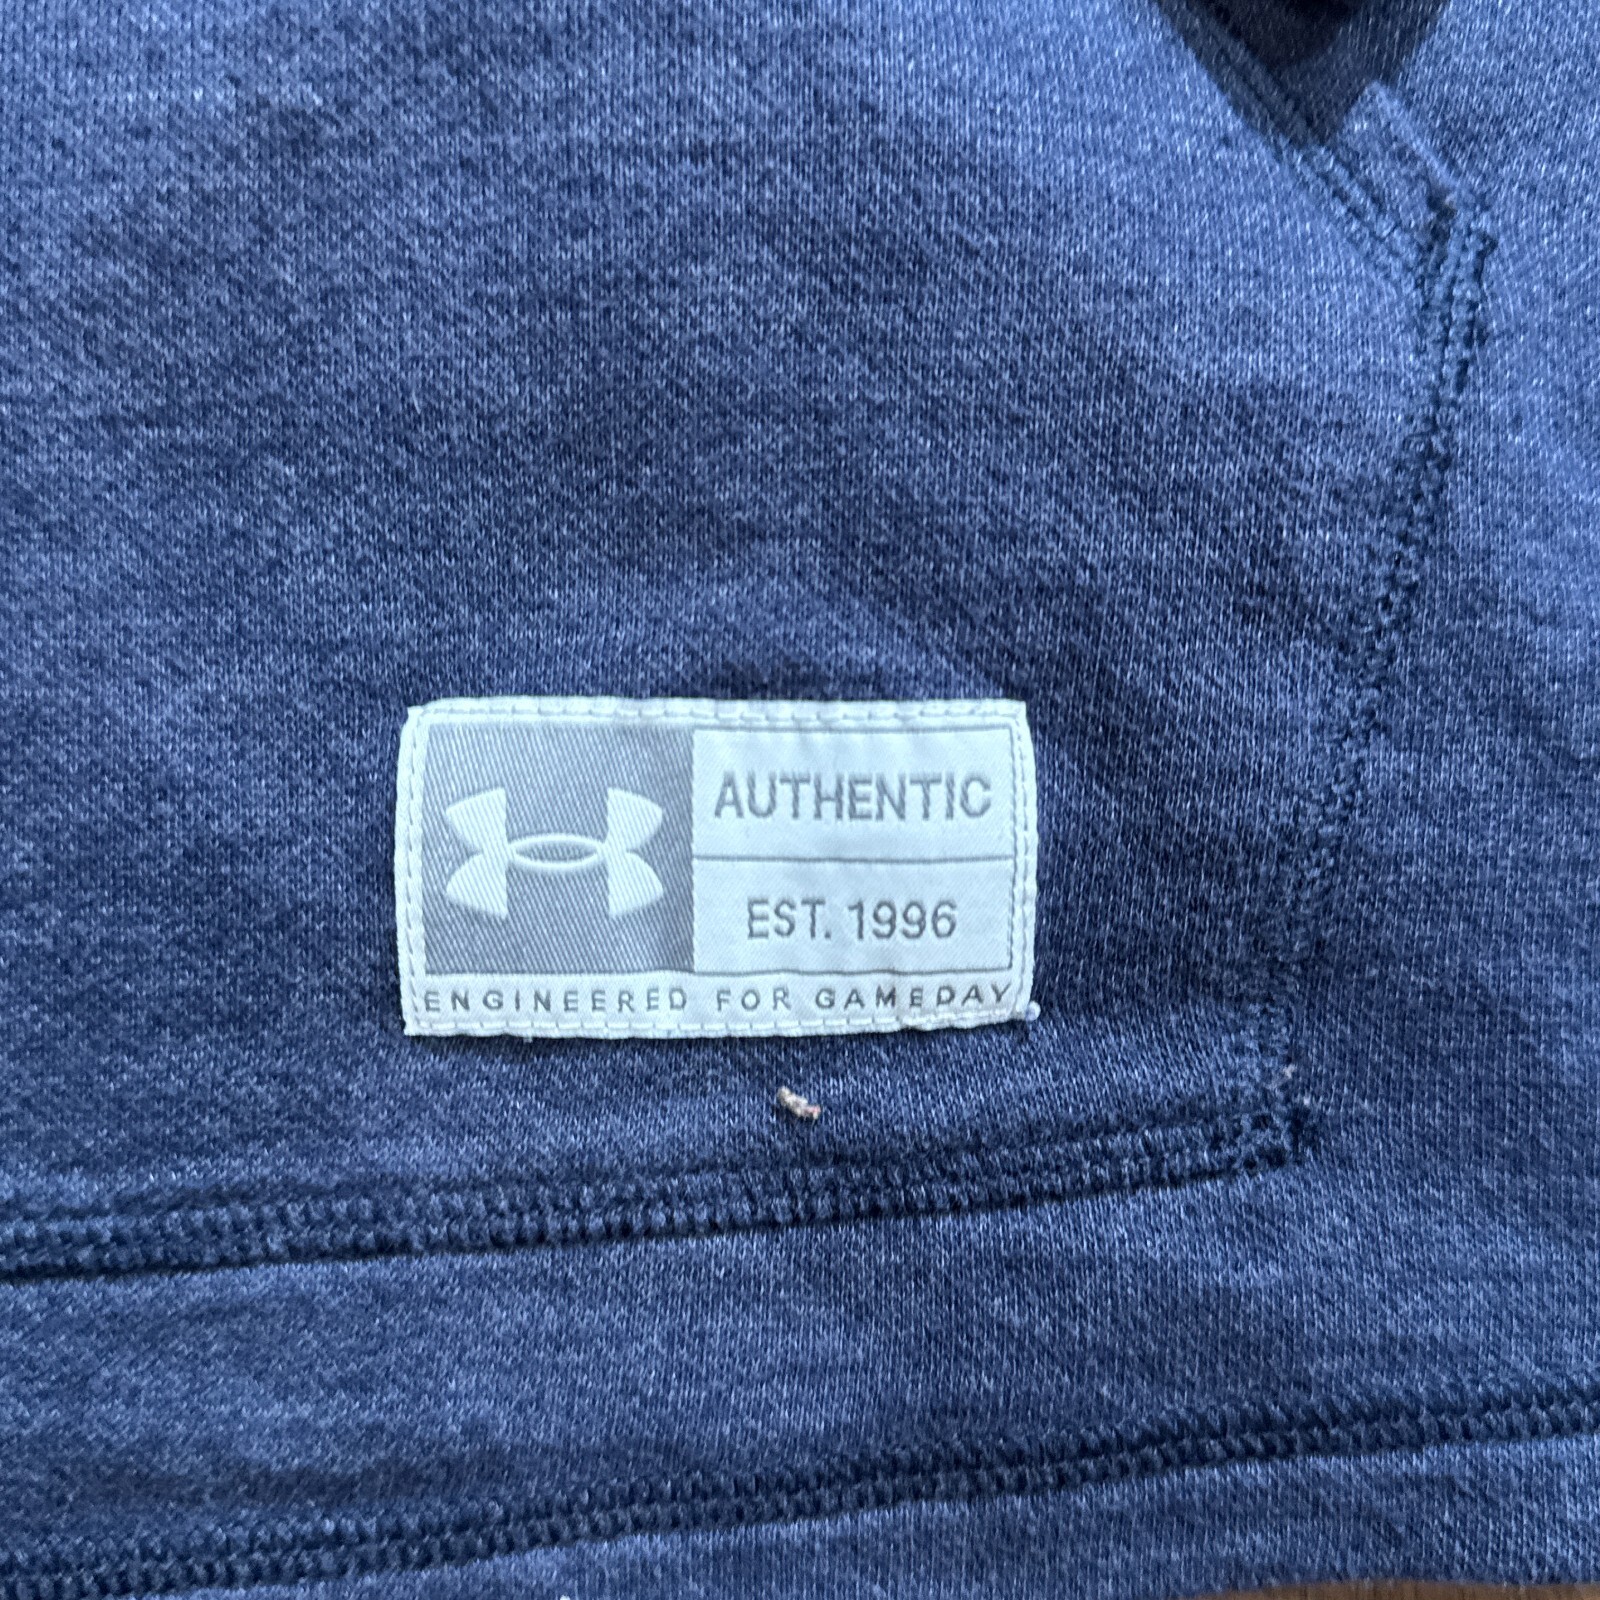 AUTHENTIC
EST. 1996
ENGINEERED FOR GAMEDAY